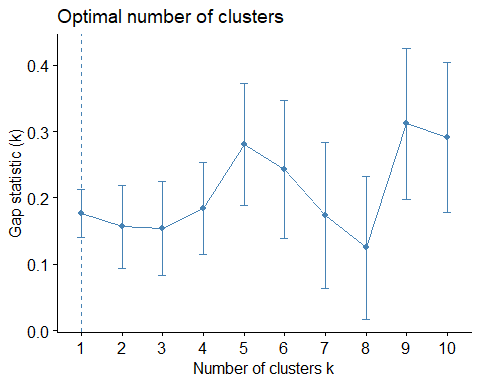 Optimal number of clusters
Gap statistic (k)
0.4
0.3
0.2
0.1
0.0
1 2 3 4 5 6 7 8 9 10
Number of clusters k